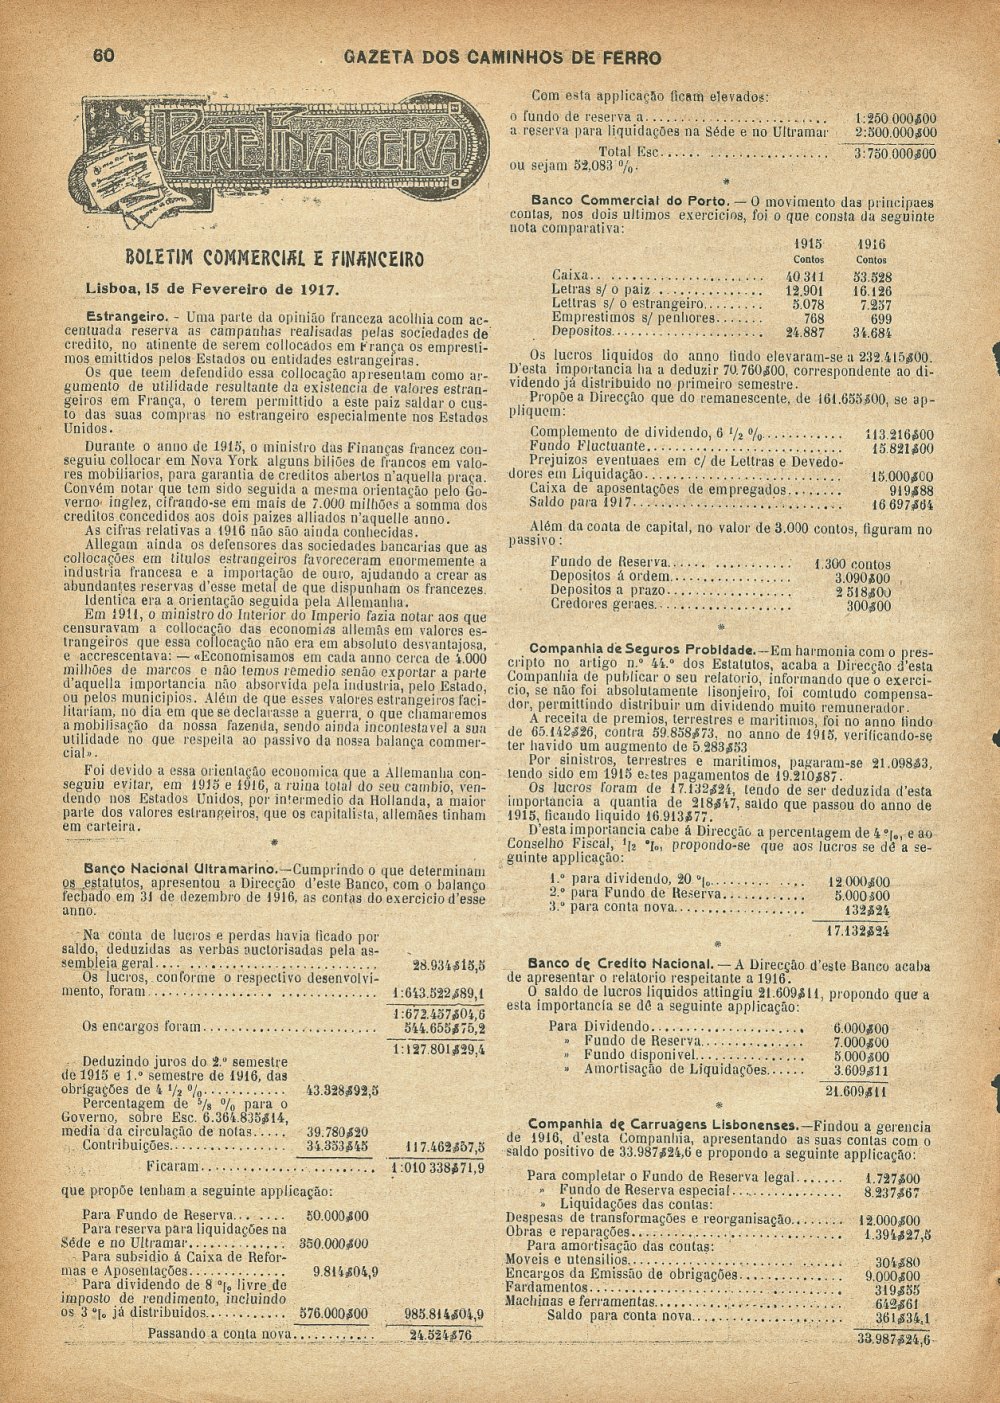 60
GAZETA DOS CAMINHOS DE FERRO
PARTE FINANCEIRA
BOLETIM COMMERCIAL E FINANCEIRO
Lisboa, 15 de Fevereiro de 1917.
Estrangeiro. - Uma parte da opinião franceza acolhia com ac-
centuada reserva as campanhas realisadas pelas sociedades de
credito, no atinente de serem collocados em França os empresti-
mos emittidos pelos Estados ou entidades estrangeiras.
Os que teem defendido essa collocação apresentam como ar-
gumento de utilidade resultante da existencia de valores estran-
geiros em França, o terem permittido a este paiz saldar o cus-
to das suas compras no estrangeiro especialmente nos Estados
Unidos.
Durante o anno de 1915, o ministro das Finanças francez con-
seguiu collocar em Nova York alguns biliões de francos em valo-
res mobiliarios, para garantia de creditos abertos n'aquella praça.
Convém notar que tem sido seguida a mesma orientação pelo Go-
verno inglez, cifrando-se em mais de 7.000 milhões a somma dos
creditos concedidos aos dois paizes alliados n'aquelle anno.
As cifras relativas a 1916 não são ainda conhecidas.
Allegam ainda os defensores das sociedades bancarias que as
collocações em titulos estrangeiros favoreceram enormemente a
industria francesa e a importação de ouro, ajudando a crear as
abundantes reservas d'esse metal de que dispunham os francezes.
Identica era a orientação seguida pela Allemanha.
Em 1911, o ministro do Interior do Imperio fazia notar aos que
censuravam a collocação das economias allemãs em valores es-
trangeiros que essa collocação não era em absoluto desvantajosa,
e accrescentava: — «Economisamos em cada anno cerca de 4.000
milhões de marcos e não temos remedio senão exportar a parte
d'aquella importancia não absorvida pela industria, pelo Estado,
ou pelos municipios. Além de que esses valores estrangeiros faci-
litariam, no dia em que se declarasse a guerra, o que chamaremos
a mobilisação da nossa fazenda, sendo ainda incontestavel a sua
utilidade no que respeita ao passivo da nossa balança commer-
cial».
Foi devido a essa orientação economica que a Allemanha con-
seguiu evitar, em 1915 e 1916, a ruina total do seu cambio, ven-
dendo nos Estados Unidos, por intermedio da Hollanda, a maior
parte dos valores estrangeiros, que os capitalista, allemães tinham
em carteira.
*
Banco Nacional Ultramarino.—Cumprindo o que determinam
os estatutos, apresentou a Direcção d'este Banco, com o balanço
fechado em 31 de dezembro de 1916, as contas do exercicio d'esse
anno.
Na conta de lucros e perdas havia ficado por
saldo, deduzidas as verbas auctorisadas pela as-
sembleia geral.... 28.934$15,5
Os lucros, conforme o respectivo desenvolvi-
mento, foram.... 1:643.522$89,1
1:672.457$04,6
Os encargos foram.... 544.655$75,2
1:127.801$29,4
Deduzindo juros do 2.º semestre
de 1915 e 1.º semestre de 1916, das
obrigações de 4 1/2 %.... 43.328$92,5
Percentagem de 5/8 % para o
Governo, sobre Esc. 6.364.835$14,
media da circulação de notas..... 39.780$20
Contribuições.... 34.353$45 117.462$57,5
Ficaram.... 1:010 338$71,9
que propõe tenham a seguinte applicação:
Para Fundo de Reserva.... 50.000$00
Para reserva para liquidações na
Séde e no Ultramar.... 350.000$00
Para subsidio á Caixa de Refor-
mas e Aposentações.... 9.814$04,9
Para dividendo de 8 % livre de
imposto de rendimento, incluindo
os 3 % já distribuidos.... 576.000$00 985.814$04,9
Passando a conta nova.... 24.524$76
Com esta applicação ficam elevados:
o fundo de reserva a.... 1:250 000$00
a reserva para liquidações na Séde e no Ultramar 2:500.000$00
Total Esc.... 3:750 000$00
ou sejam 52,083 %.
*
Banco Commercial do Porto. — O movimento das principaes
contas, nos dois ultimos exercicios, foi o que consta da seguinte
nota comparativa:
1915 1916
Contos Contos
Caixa.... 40 311 53.528
Letras s/ o paiz .... 12,901 16.126
Lettras s/ o estrangeiro.... 5.078 7.257
Emprestimos s/ penhores.... 768 699
Depositos.... 24.887 34.684
Os lucros liquidos do anno findo elevaram-se a 232.415$00.
D'esta importancia ha a deduzir 70.760$00, correspondente ao di-
videndo já distribuido no primeiro semestre.
Propõe a Direcção que do remanescente, de 161.655$00, se ap-
pliquem:
Complemento de dividendo, 6 1/2 %.... 113.216$00
Fundo Fluctuante.... 15.821$00
Prejuizos eventuaes em c/ de Lettras e Devedo-
dores em Liquidação.... 15.000$00
Caixa de aposentações de empregados.... 919$88
Saldo para 1917.... 16 697$64
Além da conta de capital, no valor de 3.000 contos, figuram no
passivo:
Fundo de Reserva.... 1.300 contos
Depositos á ordem.... 3.090$00
Depositos a prazo.... 2 518$00
Credores geraes.... 300$00
*
Companhia de Seguros Probidade.—Em harmonia com o pres-
cripto no artigo n.º 44.º dos Estatutos, acaba a Direcção d'esta
Companhia de publicar o seu relatorio, informando que o exerci-
cio, se não foi absolutamente lisonjeiro, foi comtudo compensa-
dor, permittindo distribuir um dividendo muito remunerador.
A receita de premios, terrestres e maritimos, foi no anno findo
de 65.142$26, contra 59.858$73, no anno de 1915, verificando-se
ter havido um augmento de 5.283$53
Por sinistros, terrestres e maritimos, pagaram-se 21.098$3,
tendo sido em 1915 estes pagamentos de 19.210$87.
Os lucros foram de 17.132$24, tendo de ser deduzida d'esta
importancia a quantia de 218$47, saldo que passou do anno de
1915, ficando liquido 16.913$77.
D'esta importancia cabe á Direcção a percentagem de 4 %, e ao
Conselho Fiscal, 1/2 %, propondo-se que aos lucros se dê a se-
guinte applicação:
1.º para dividendo, 20 %.... 12 000$00
2.º para Fundo de Reserva.... 5.000$00
3.º para conta nova.... 132$24
17.132$24
*
Banco de Credito Nacional. — A Direcção d'este Banco acaba
de apresentar o relatorio respeitante a 1916.
O saldo de lucros liquidos attingiu 21.609$11, propondo que a
esta importancia se dê a seguinte applicação:
Para Dividendo.... 6.000$00
» Fundo de Reserva.... 7.000$00
» Fundo disponivel.... 5.000$00
» Amortisação de Liquidações.... 3.609$11
21.609$11
*
Companhia de Carruagens Lisbonenses.—Findou a gerencia
de 1916, d'esta Companhia, apresentando as suas contas com o
saldo positivo de 33.987$24,6 e propondo a seguinte applicação:
Para completar o Fundo de Reserva legal.... 1.727$00
» Fundo de Reserva especial.... 8.237$67
» Liquidações das contas:
Despesas de transformações e reorganisação.... 12.000$00
Obras e reparações.... 1.394$27,5
Para amortisação das contas:
Moveis e utensilios.... 304$80
Encargos da Emissão de obrigações.... 9.000$00
Fardamentos.... 319$55
Machinas e ferramentas.... 642$61
Saldo para conta nova.... 361$34,1
33.987$24,6